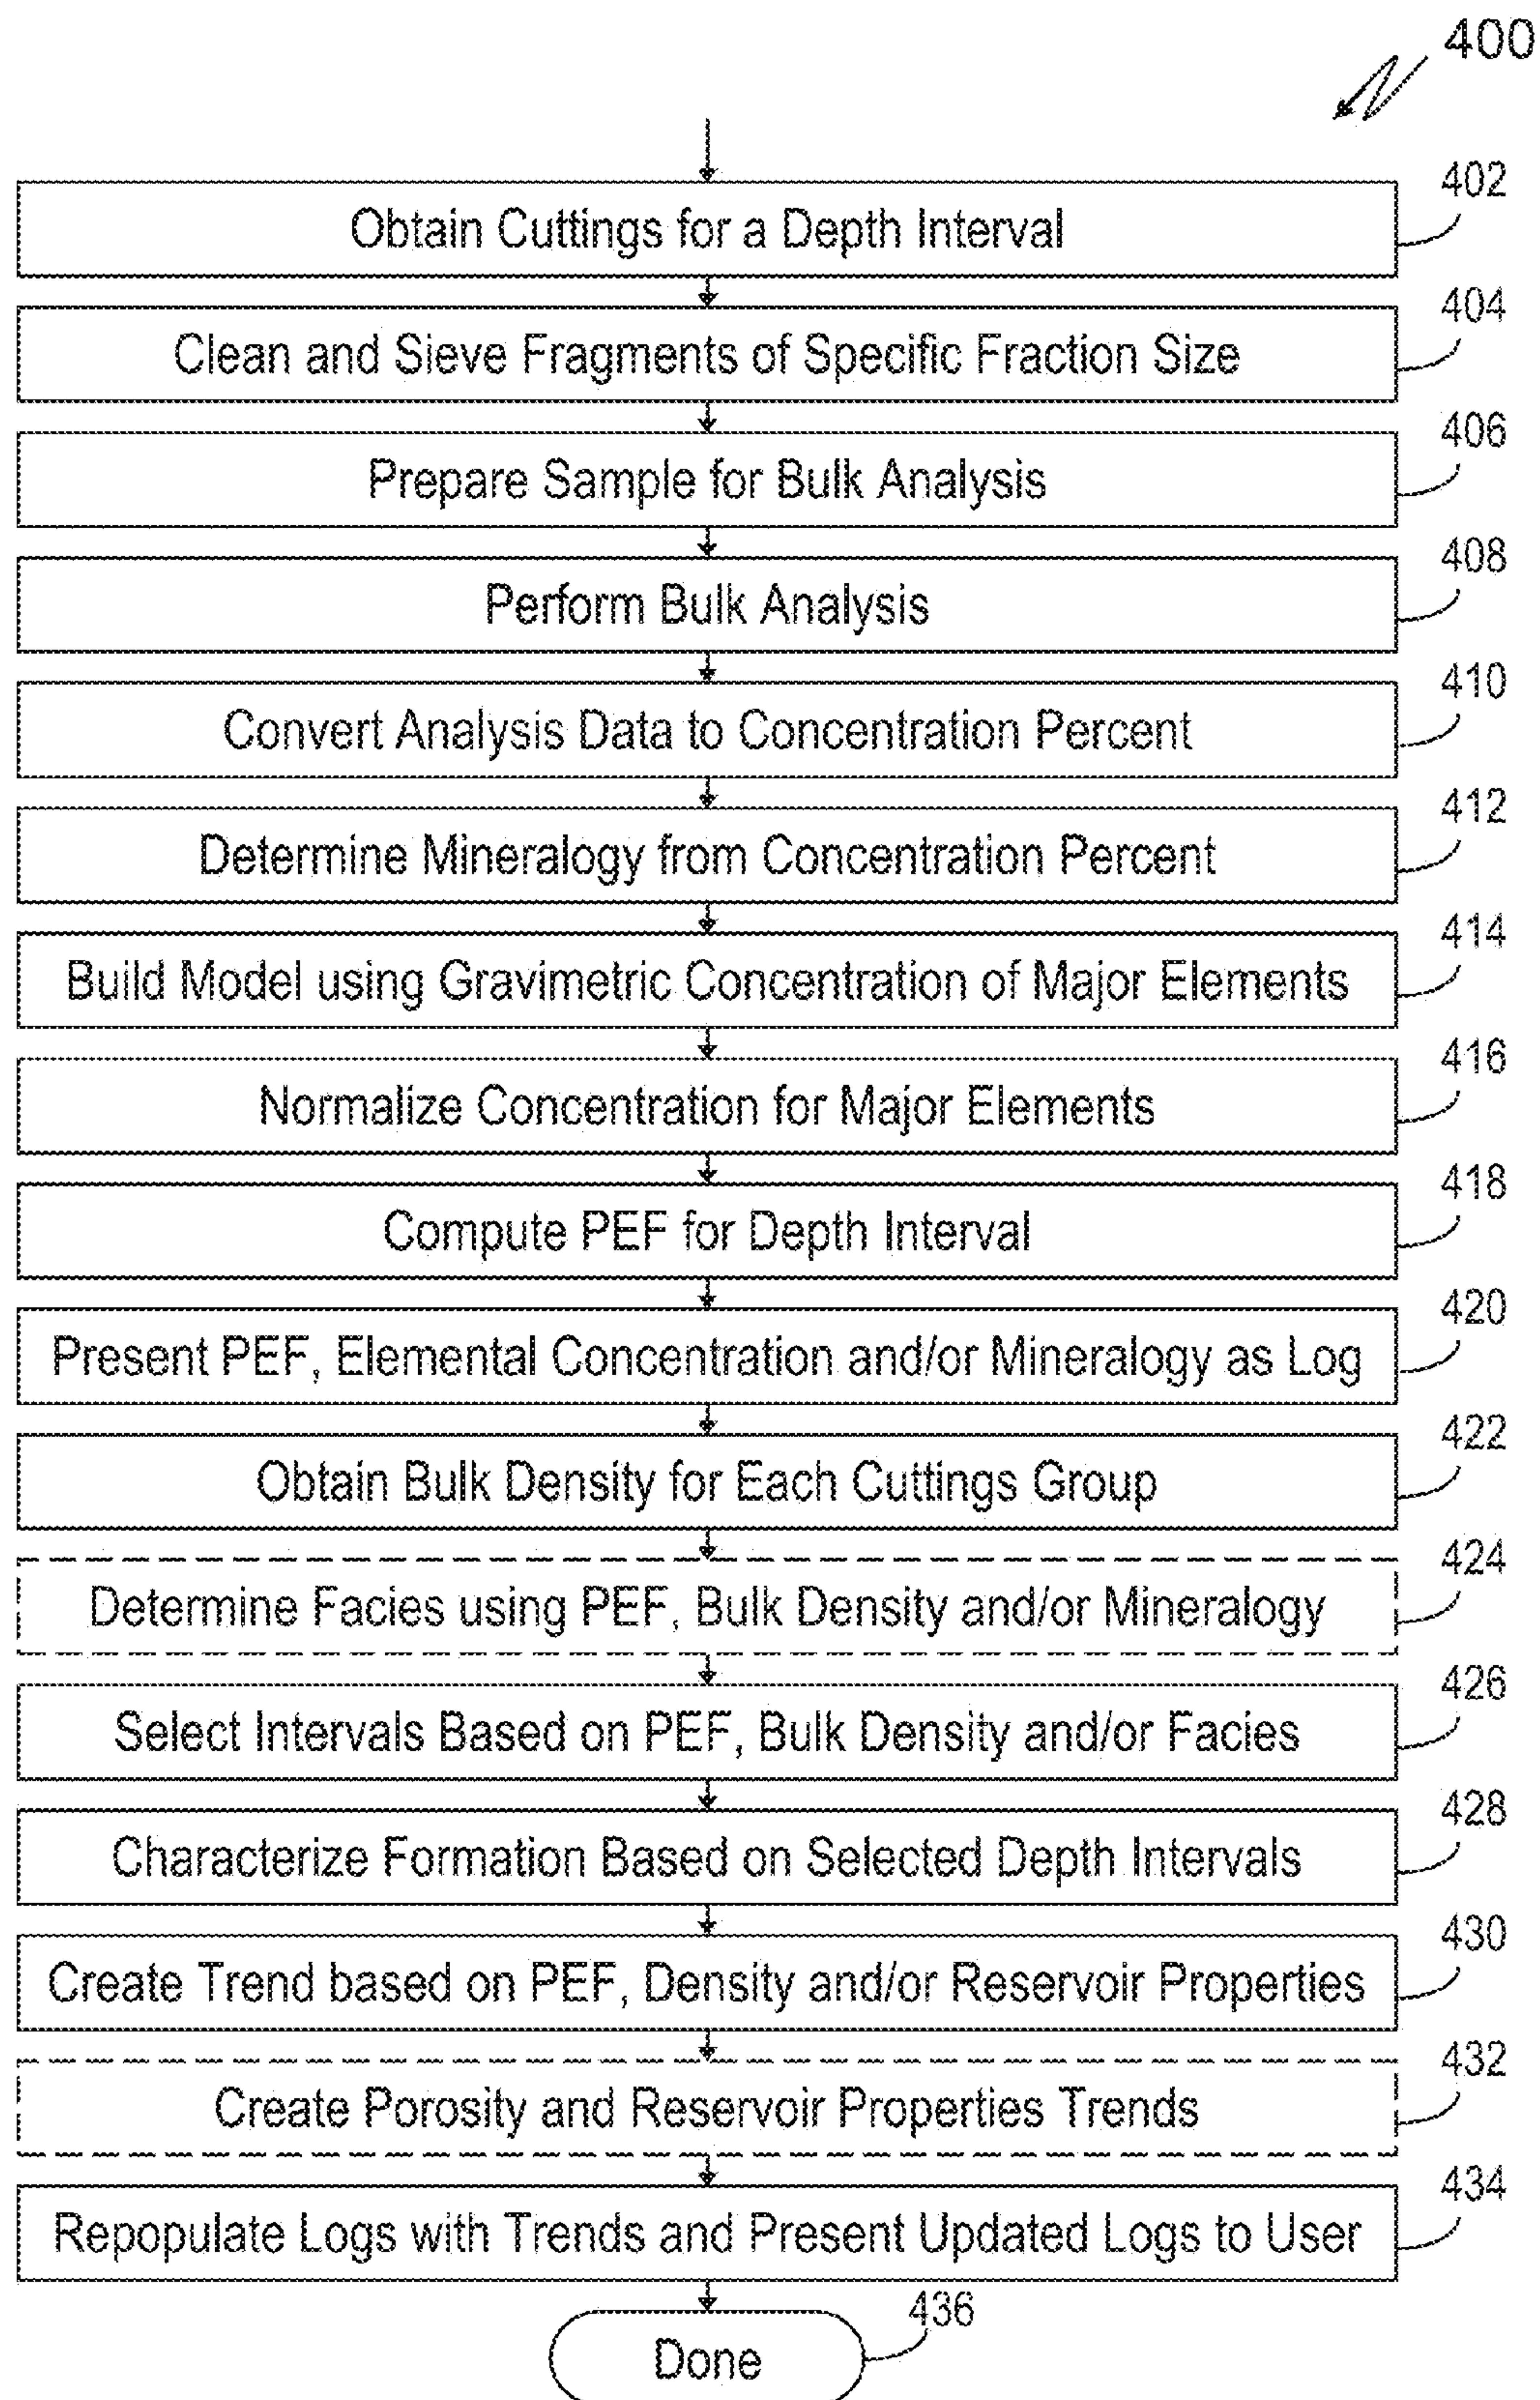 400
402
Obtain Cuttings for a Depth Interval
404
Clean and Sieve Fragments of Specific Fraction Size
406
Prepare Sample for Bulk Analysis
408
Perform Bulk Analysis
410
Convert Analysis Data to Concentration Percent
412
Determine Mineralogy from Concentration Percent
414
Build Model using Gravimetric Concentration of Major Elements
416
Normalize Concentration for Major Elements
418
Compute PEF for Depth Interval
420
Present PEF, Elemental Concentration and/or Mineralogy as Log
422
Obtain Bulk Density for Each Cuttings Group
424
Determine Facies using PEF, Bulk Density and/or Mineralogy
426
Select Intervals Based on PEF, Bulk Density and/or Facies
428
Characterize Formation Based on Selected Depth Intervals
430
Create Trend based on PEF, Density and/or Reservoir Properties
432
Create Porosity and Reservoir Properties Trends
434
Repopulate Logs with Trends and Present Updated Logs to User
436
Done